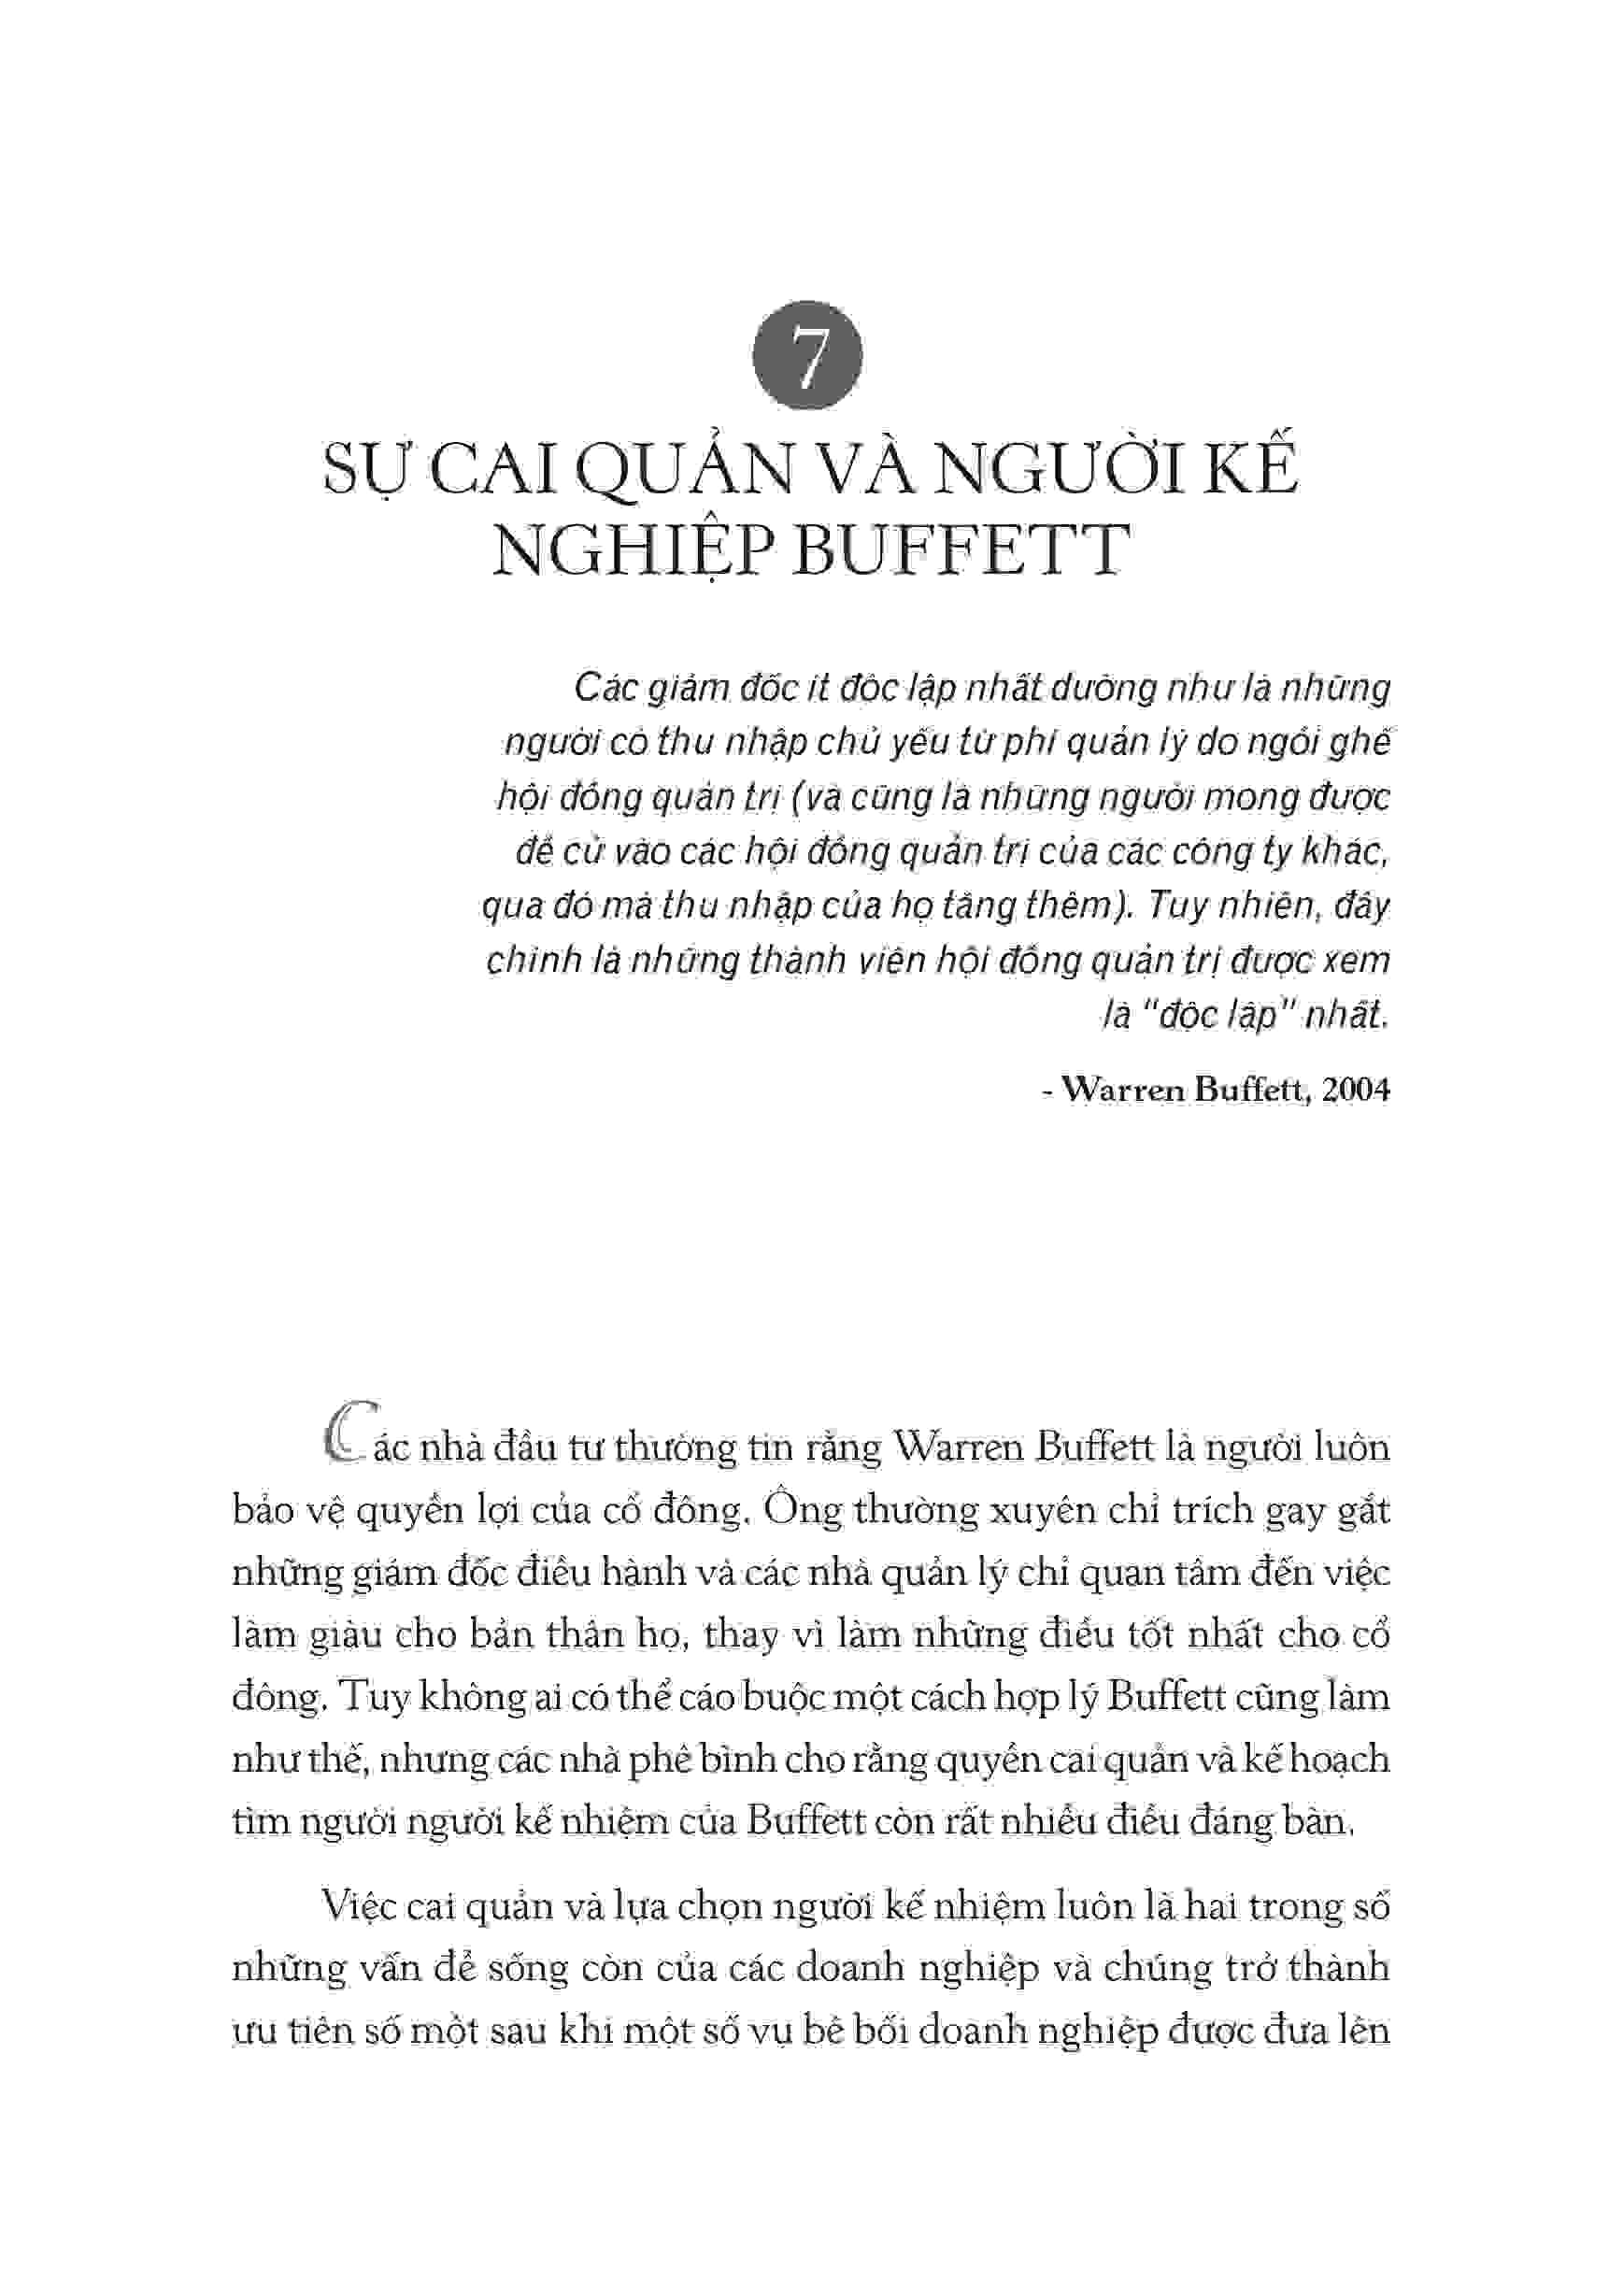 7
SỰ CAI QUẢN VÀ NGƯỜI KẾ
NGHIỆP BUFFETT
Các giám đốc ít độc lập nhất dường như là những
người có thu nhập chủ yếu từ phí quản lý do ngồi ghế
hội đồng quản trị (và cũng là những người mong được
đề cử vào các hội đồng quản trị của các công ty khác,
qua đó mà thu nhập của họ tăng thêm). Tuy nhiên, đây
chính là những thành viên hội đồng quản trị được xem
là "độc lập" nhất.
- Warren Buffett, 2004
Các nhà đầu tư thường tin rằng Warren Buffett là người luôn
bảo vệ quyền lợi của cổ đông. Ông thường xuyên chỉ trích gay gắt
những giám đốc điều hành và các nhà quản lý chỉ quan tâm đến việc
làm giàu cho bản thân họ, thay vì làm những điều tốt nhất cho cổ
đông. Tuy không ai có thể cáo buộc một cách hợp lý Buffett cũng làm
như thế, nhưng các nhà phê bình cho rằng quyền cai quản và kế hoạch
tìm người người kế nhiệm của Buffett còn rất nhiều điều đáng bàn.
Việc cai quản và lựa chọn người kế nhiệm luôn là hai trong số
những vấn đề sống còn của các doanh nghiệp và chúng trở thành
ưu tiên số một sau khi một số vụ bê bối doanh nghiệp được đưa lên